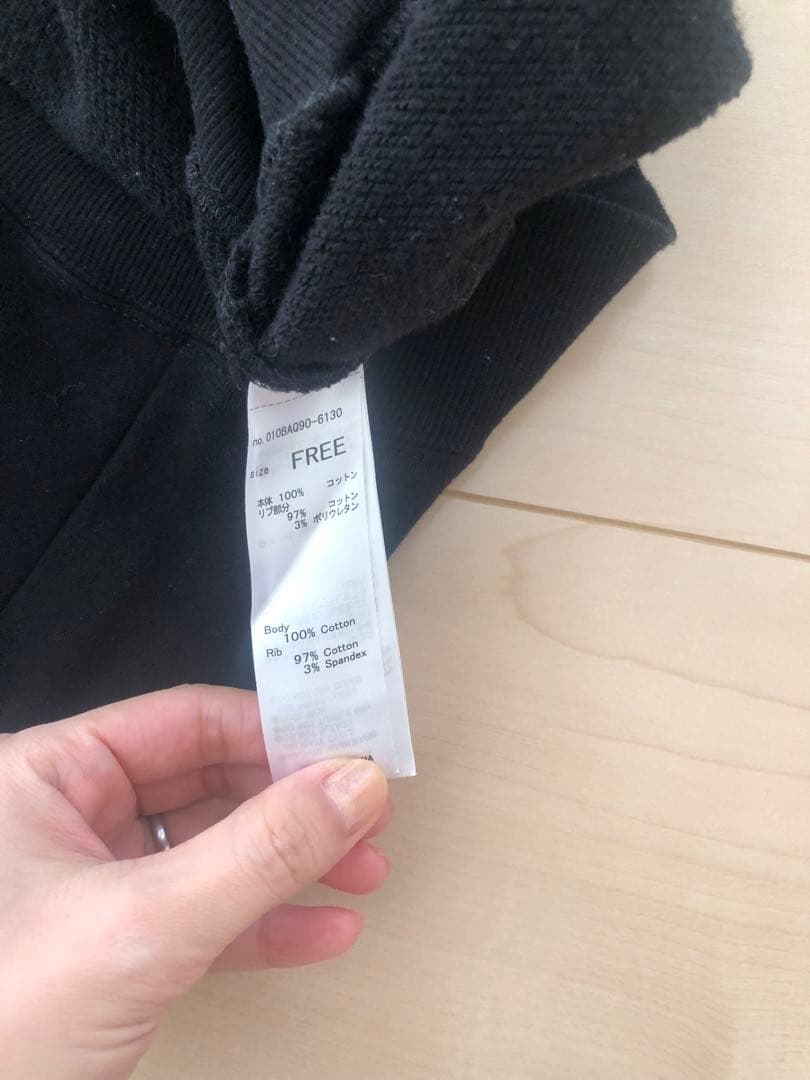 no.010BAQ90-6130
size FREE
本体 100% コットン
リブ部分
97% コットン
3% ポリウレタン
Body
100% Cotton
Rib
97% Cotton
3% Spandex